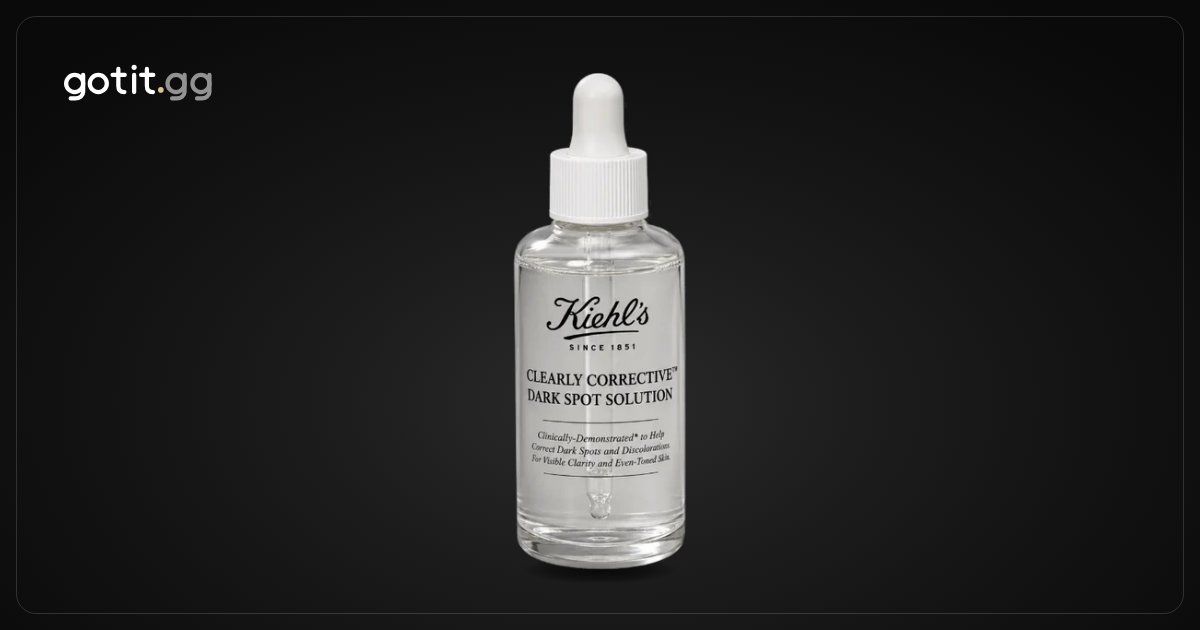 gotit.gg
Kiehl's
SINCE 1851
CLEARLY CORRECTIVE™
DARK SPOT SOLUTION
Clinically-Demonstrated* to Help
Correct Dark Spots and Discolorations.
For Visible Clarity and Even-Toned Skin.